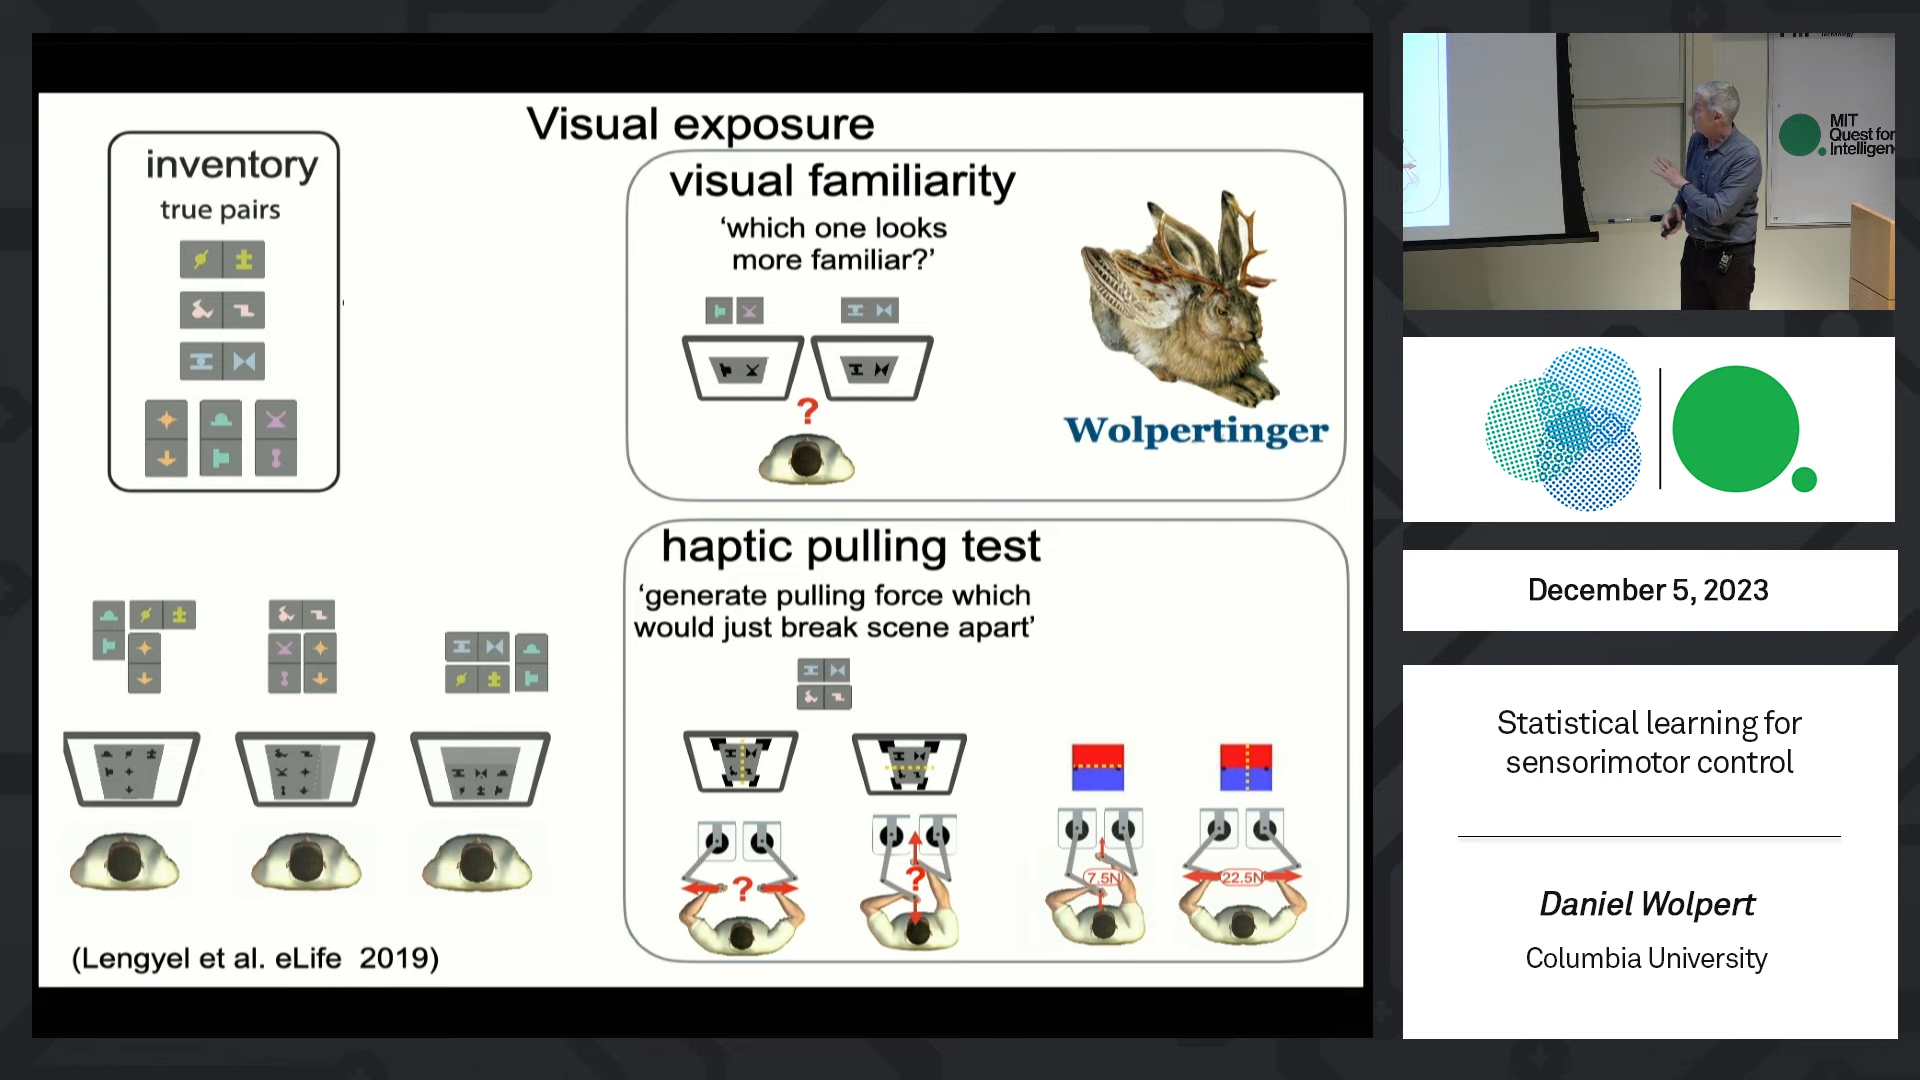 Visual exposure
inventory
true pairs
visual familiarity
‘which one looks
more familiar?’
?
Wolpertinger
haptic pulling test
‘generate pulling force which
would just break scene apart’
?
?
7.5N
22.5N
(Lengyel et al. eLife 2019)
MIT
Quest for
Intelligen
December 5, 2023
Statistical learning for
sensorimotor control
Daniel Wolpert
Columbia University